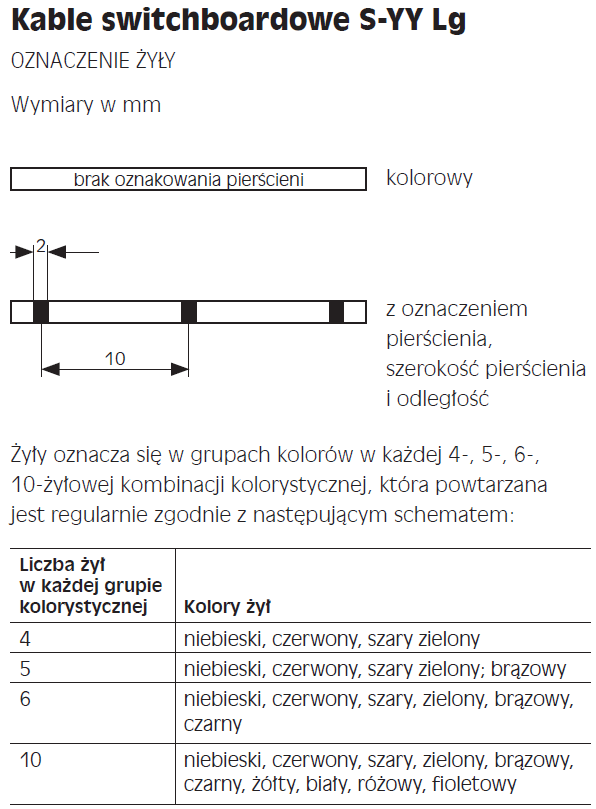 Kable switchboardowe S-YY Lg
OZNACZENIE ŻYŁY
Wymiary w mm
brak oznakowania pierścieni
kolorowy
2
10
z oznaczeniem
pierścienia,
szerokość pierścienia
i odległość
Żyły oznacza się w grupach kolorów w każdej 4-, 5-, 6-,
10-żyłowej kombinacji kolorystycznej, która powtarzana
jest regularnie zgodnie z następującym schematem:
Liczba żył
w każdej grupie
kolorystycznej
Kolory żył
4
niebieski, czerwony, szary zielony
5
niebieski, czerwony, szary zielony; brązowy
6
niebieski, czerwony, szary, zielony, brązowy,
czarny
10
niebieski, czerwony, szary, zielony, brązowy,
czarny, żółty, biały, różowy, fioletowy